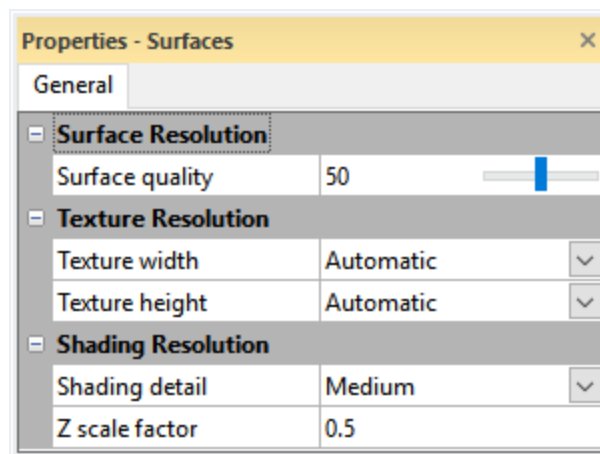 Properties - Surfaces
General
Surface Resolution
Surface quality 50
Texture Resolution
Texture width Automatic
Texture height Automatic
Shading Resolution
Shading detail Medium
Z scale factor 0.5